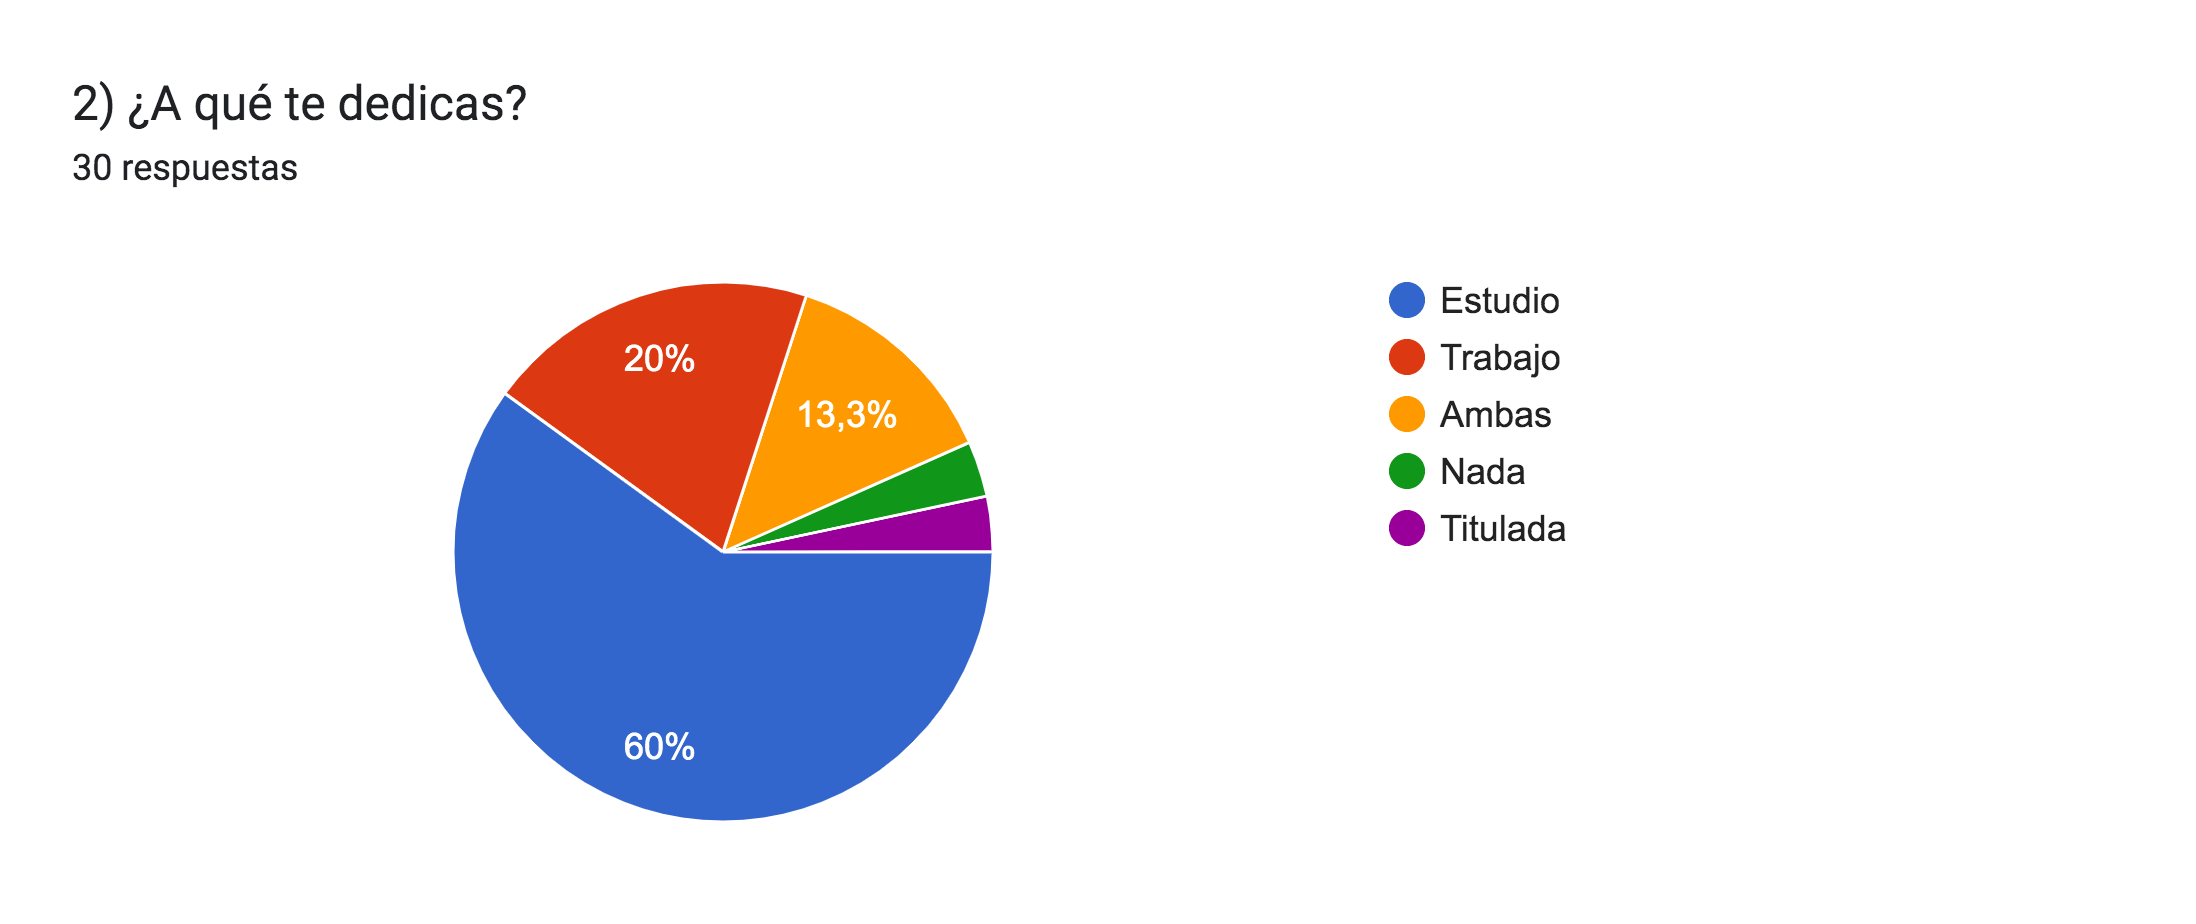 2) ¿A qué te dedicas?
30 respuestas
20%
13,3%
60%
Estudio
Trabajo
Ambas
Nada
Titulada